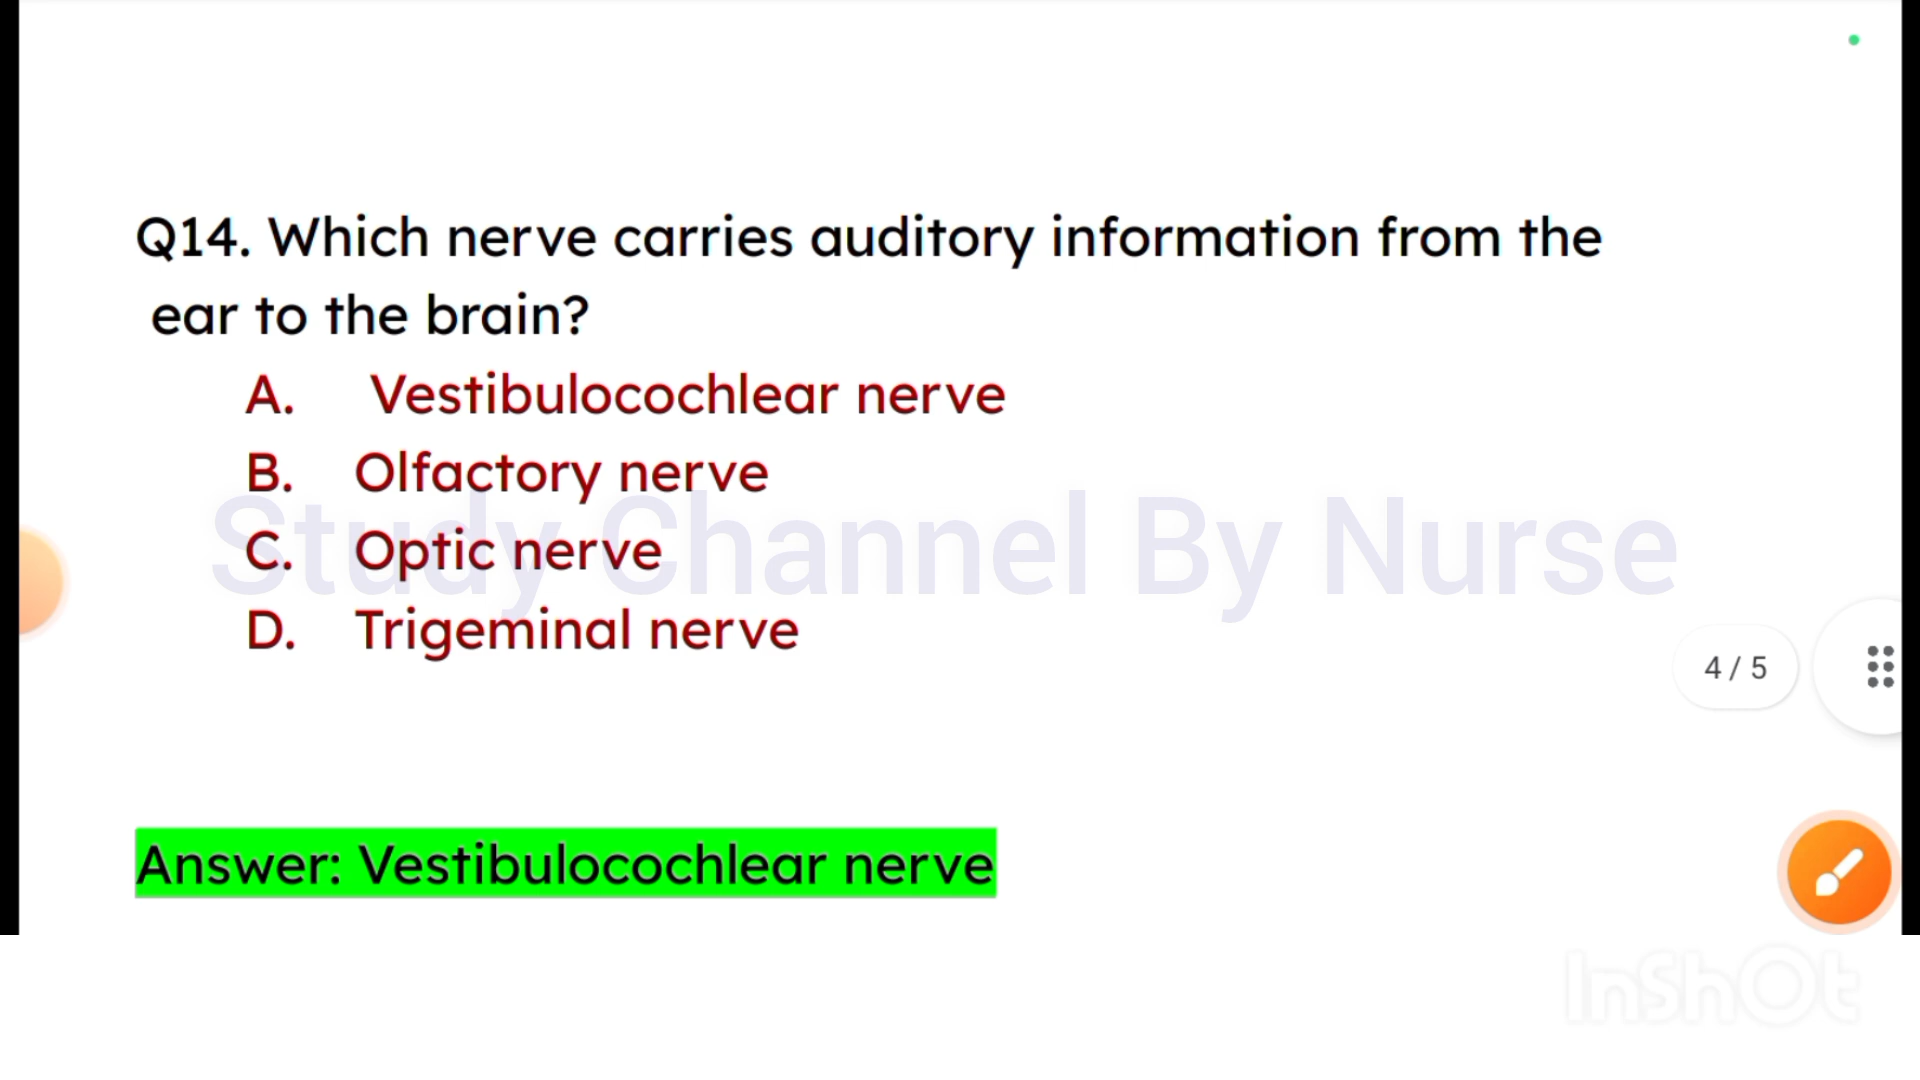 Q14. Which nerve carries auditory information from the
ear to the brain?
A. Vestibulocochlear nerve
B. Olfactory nerve
C. Optic nerve
D. Trigeminal nerve
Study Channel By Nurse
4 / 5
Answer: Vestibulocochlear nerve
InShOt